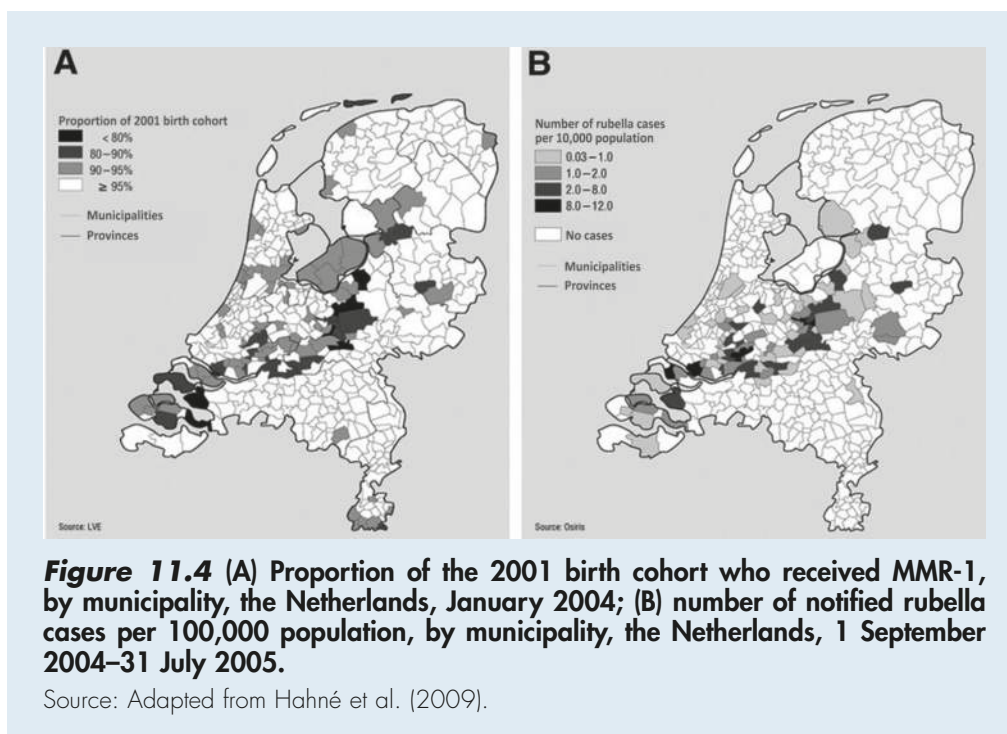 A
Proportion of 2001 birth cohort
< 80%
80–90%
90–95%
≥ 95%
Municipalities
Provinces
Source: LVE
B
Number of rubella cases
per 10,000 population
0.03–1.0
1.0–2.0
2.0–8.0
8.0–12.0
No cases
Municipalities
Provinces
Source: Osiris
Figure 11.4 (A) Proportion of the 2001 birth cohort who received MMR-1,
by municipality, the Netherlands, January 2004; (B) number of notified rubella
cases per 100,000 population, by municipality, the Netherlands, 1 September
2004–31 July 2005.
Source: Adapted from Hahné et al. (2009).